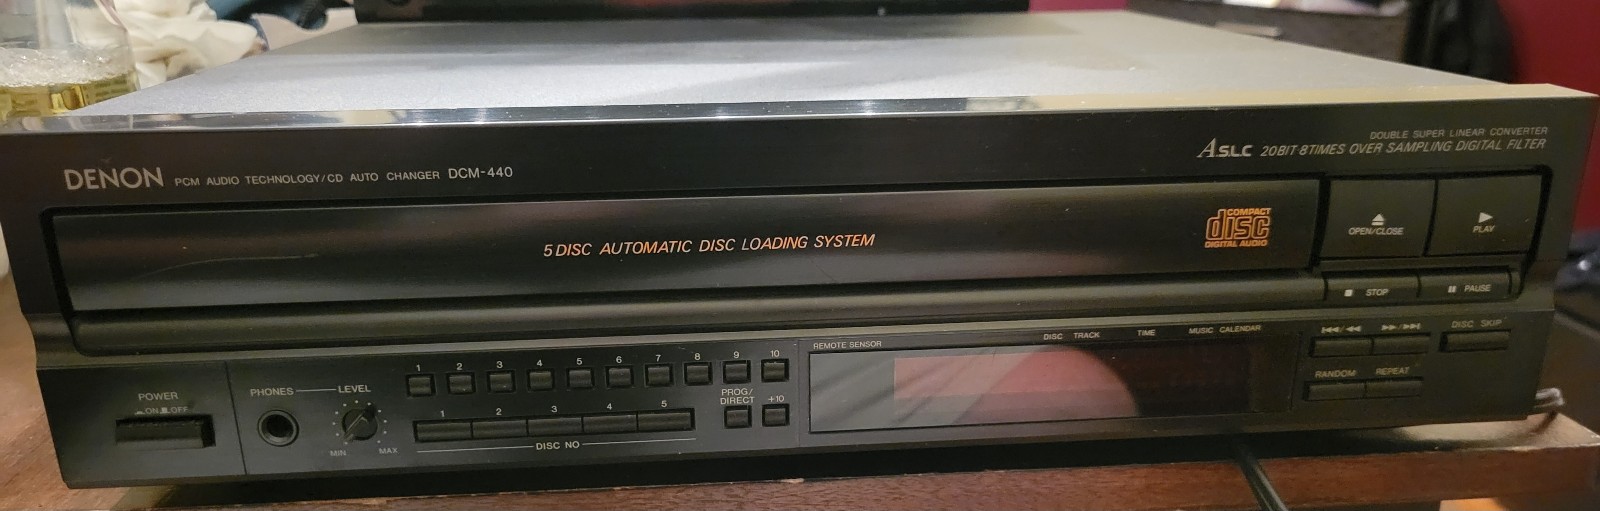 DOUBLE SUPER LINEAR CONVERTER
ASLC 20BIT·8TIMES OVER SAMPLING DIGITAL FILTER
DENON PCM AUDIO TECHNOLOGY/CD AUTO CHANGER DCM-440
5 DISC AUTOMATIC DISC LOADING SYSTEM
COMPACT
disc
DIGITAL AUDIO
OPEN/CLOSE
PLAY
STOP
PAUSE
DISC TRACK TIME MUSIC CALENDAR
REMOTE SENSOR
DISC SKIP
RANDOM REPEAT
1 2 3 4 5 6 7 8 9 10
POWER
ON OFF
PHONES LEVEL
MIN MAX
1 2 3 4 5
DISC NO
PROG/
DIRECT
+10